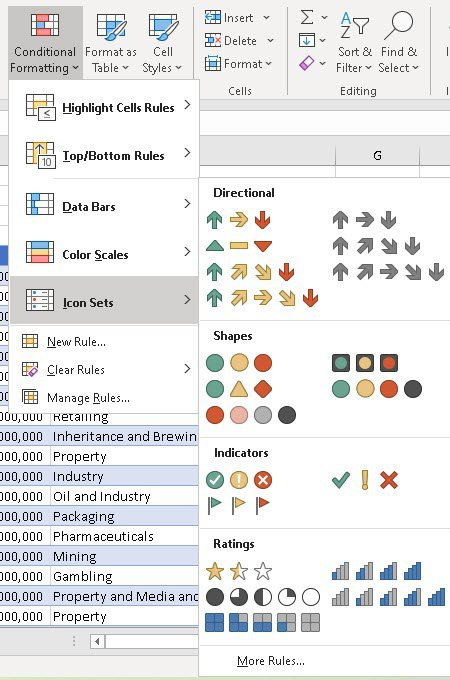 Conditional
Formatting
Format as
Table
Cell
Styles
Insert
Delete
Format
Cells
Sort &
Filter
Find &
Select
Editing
G
Highlight Cells Rules
Top/Bottom Rules
10
Data Bars
Color Scales
Icon Sets
New Rule...
Clear Rules
Manage Rules...
Directional
Shapes
Indicators
Ratings
More Rules...
000,000 Retailing
000,000 Inheritance and Brewin
000,000 Property
000,000 Industry
000,000 Oil and Industry
000,000 Packaging
000,000 Pharmaceuticals
000,000 Mining
000,000 Gambling
000,000 Property and Media and
000,000 Property